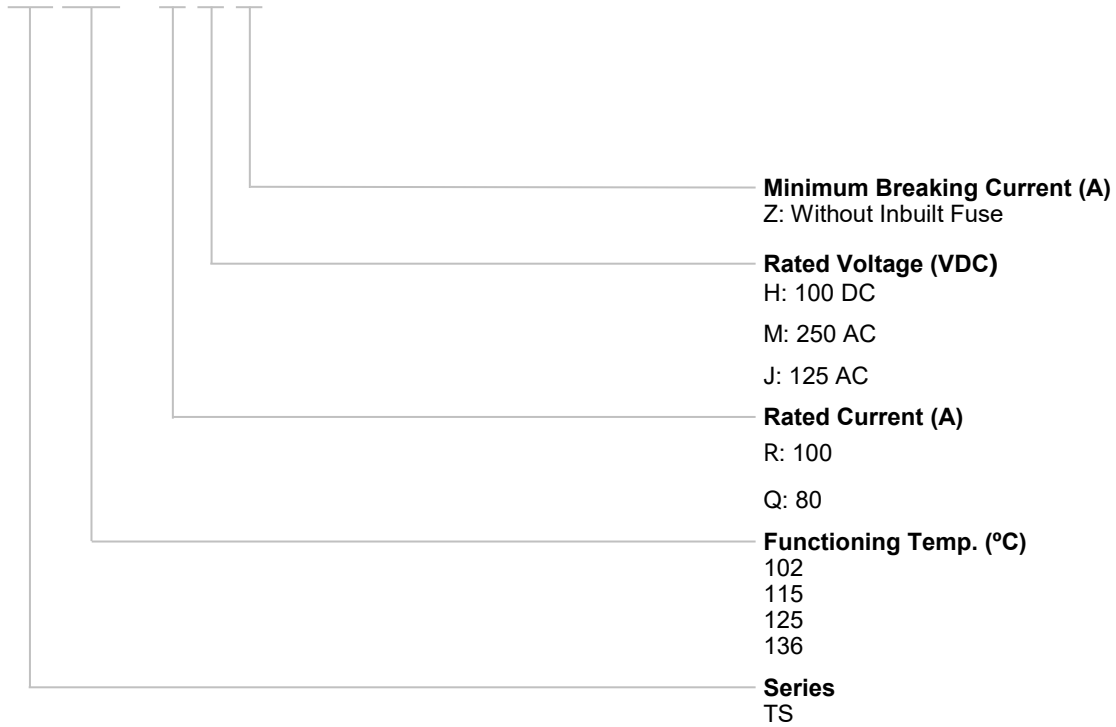 Minimum Breaking Current (A)
Z: Without Inbuilt Fuse
Rated Voltage (VDC)
H: 100 DC
M: 250 AC
J: 125 AC
Rated Current (A)
R: 100
Q: 80
Functioning Temp. (ºC)
102
115
125
136
Series
TS